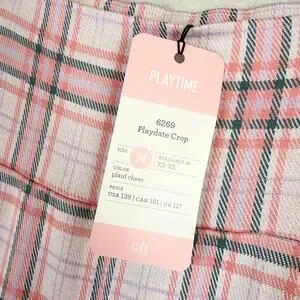 PLAYTIME
6269
Playdate Crop
SIZE
M
AVAILABLE IN
XS-XL
COLOR
plaid cheer
PRICE
USA 139 | CAN 181 | UK 117
cabi